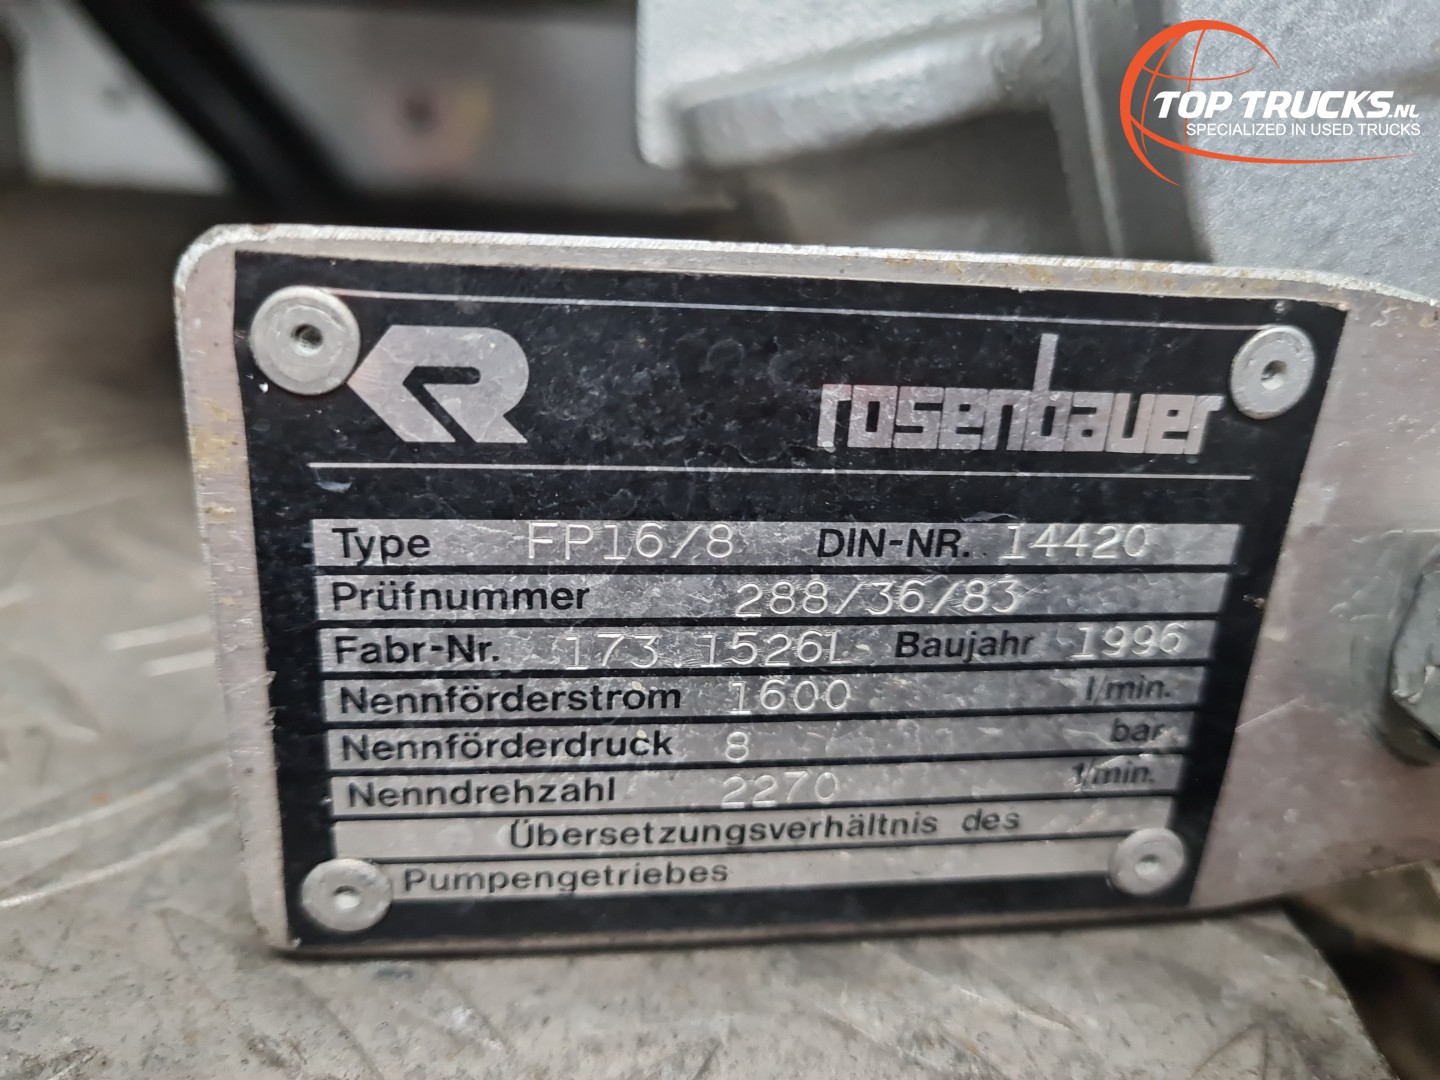 TOP TRUCKS.NL
SPECIALIZED IN USED TRUCKS
R rosenbauer
Type FP16/8 DIN-NR. 14420
Prüfnummer 288/36/83
Fabr-Nr. 173.1526L Baujahr 1996
Nennförderstrom 1600 l/min.
Nennförderdruck 8 bar
Nenndrehzahl 2270 1/min.
Übersetzungsverhältnis des
Pumpengetriebes